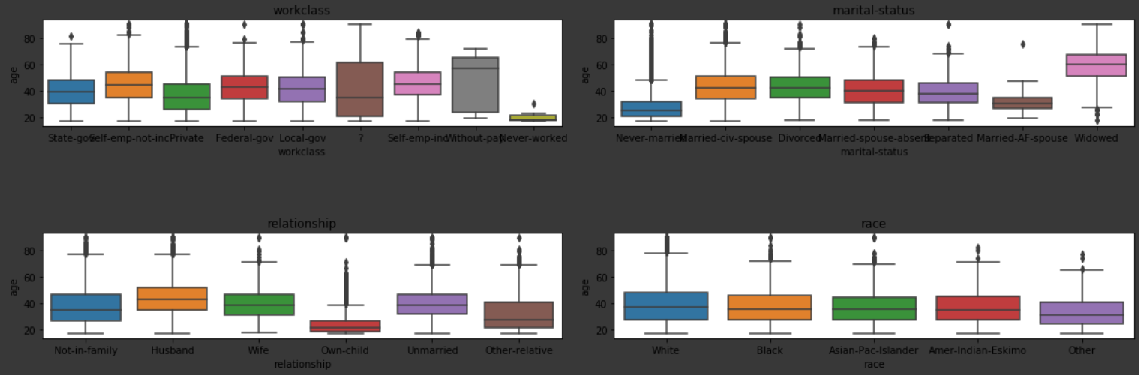 workclass
80
60
40
20
age
State-gov Self-emp-not-inc Private Federal-gov Local-gov ? Self-emp-inc Without-pay Never-worked
workclass
marital-status
80
60
40
20
age
Never-married Married-civ-spouse Divorced Married-spouse-absent Separated Married-AF-spouse Widowed
marital-status
relationship
80
60
40
20
age
Not-in-family Husband Wife Own-child Unmarried Other-relative
relationship
race
80
60
40
20
age
White Black Asian-Pac-Islander Amer-Indian-Eskimo Other
race